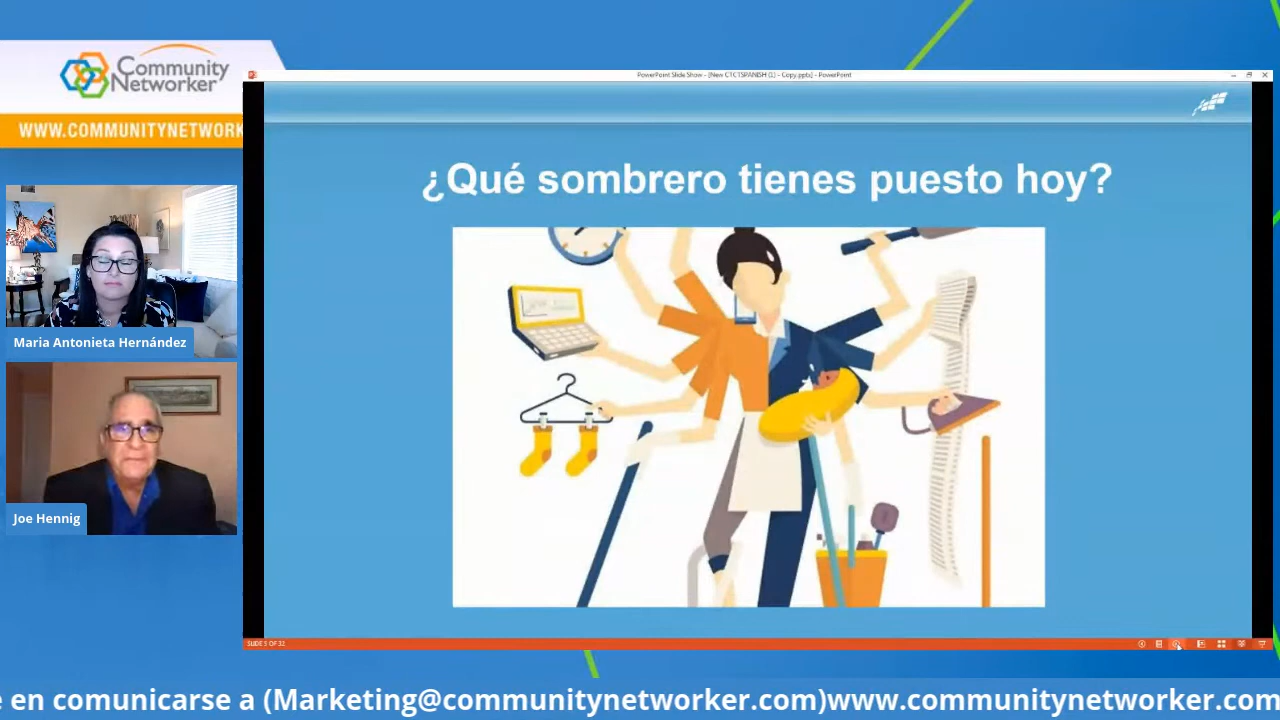 Community
Networker
WWW.COMMUNITYNETWORK
PowerPoint Slide Show - [New CTCTSPANISH (1) - Copy.pptx] - PowerPoint
¿Qué sombrero tienes puesto hoy?
Maria Antonieta Hernández
Joe Hennig
SLIDE 5 OF 32
e en comunicarse a (Marketing@communitynetworker.com)www.communitynetworker.com